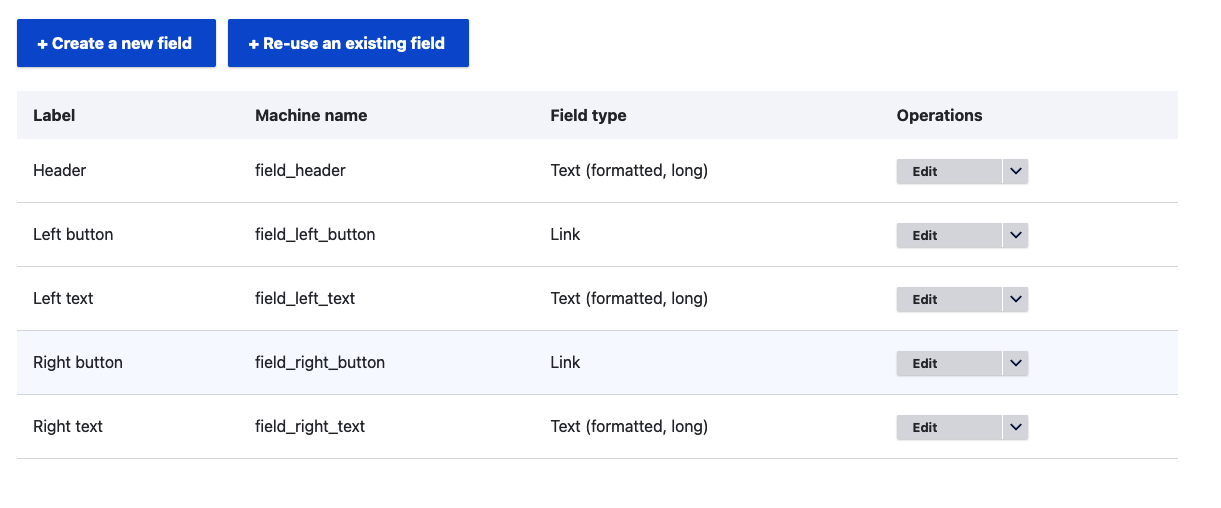 + Create a new field + Re-use an existing field
Label Machine name Field type Operations
Header field_header Text (formatted, long) Edit
Left button field_left_button Link Edit
Left text field_left_text Text (formatted, long) Edit
Right button field_right_button Link Edit
Right text field_right_text Text (formatted, long) Edit